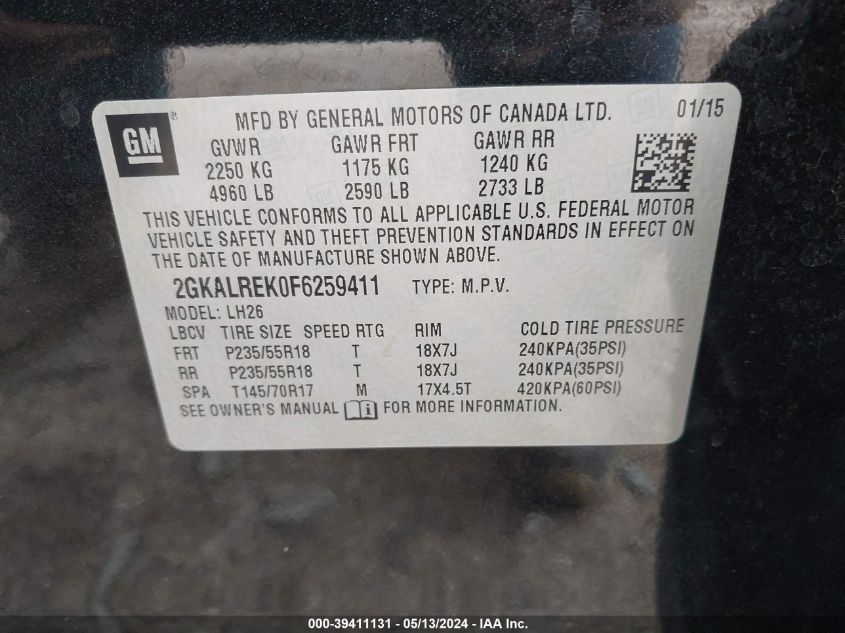 GM
MFD BY GENERAL MOTORS OF CANADA LTD. 01/15
GVWR GAWR FRT GAWR RR
2250 KG 1175 KG 1240 KG
4960 LB 2590 LB 2733 LB
THIS VEHICLE CONFORMS TO ALL APPLICABLE U.S. FEDERAL MOTOR
VEHICLE SAFETY AND THEFT PREVENTION STANDARDS IN EFFECT ON
THE DATE OF MANUFACTURE SHOWN ABOVE.
2GKALREK0F6259411 TYPE: M.P.V.
MODEL: LH26
LBCV TIRE SIZE SPEED RTG RIM COLD TIRE PRESSURE
FRT P235/55R18 T 18X7J 240KPA(35PSI)
RR P235/55R18 T 18X7J 240KPA(35PSI)
SPA T145/70R17 M 17X4.5T 420KPA(60PSI)
SEE OWNER'S MANUAL i FOR MORE INFORMATION.
000-39411131 - 05/13/2024 - IAA Inc.